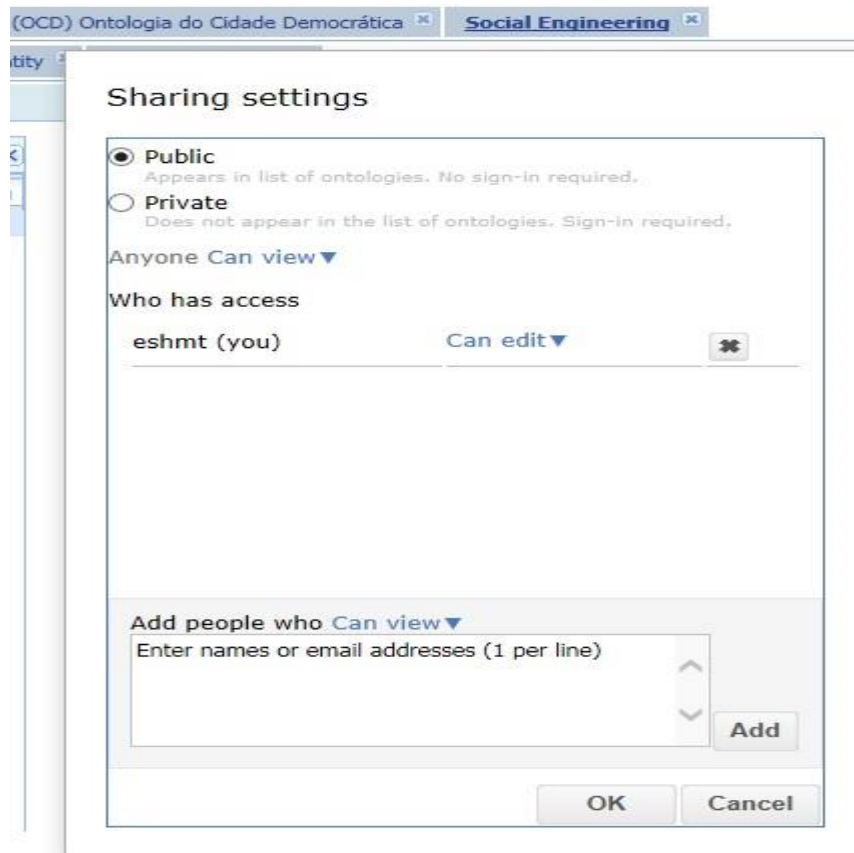 (OCD) Ontologia do Cidade Democrática Social Engineering
tity
Sharing settings
Public
Appears in list of ontologies. No sign-in required.
Private
Does not appear in the list of ontologies. Sign-in required.
Anyone Can view
Who has access
eshmt (you) Can edit
Add people who Can view
Enter names or email addresses (1 per line)
Add
OK Cancel